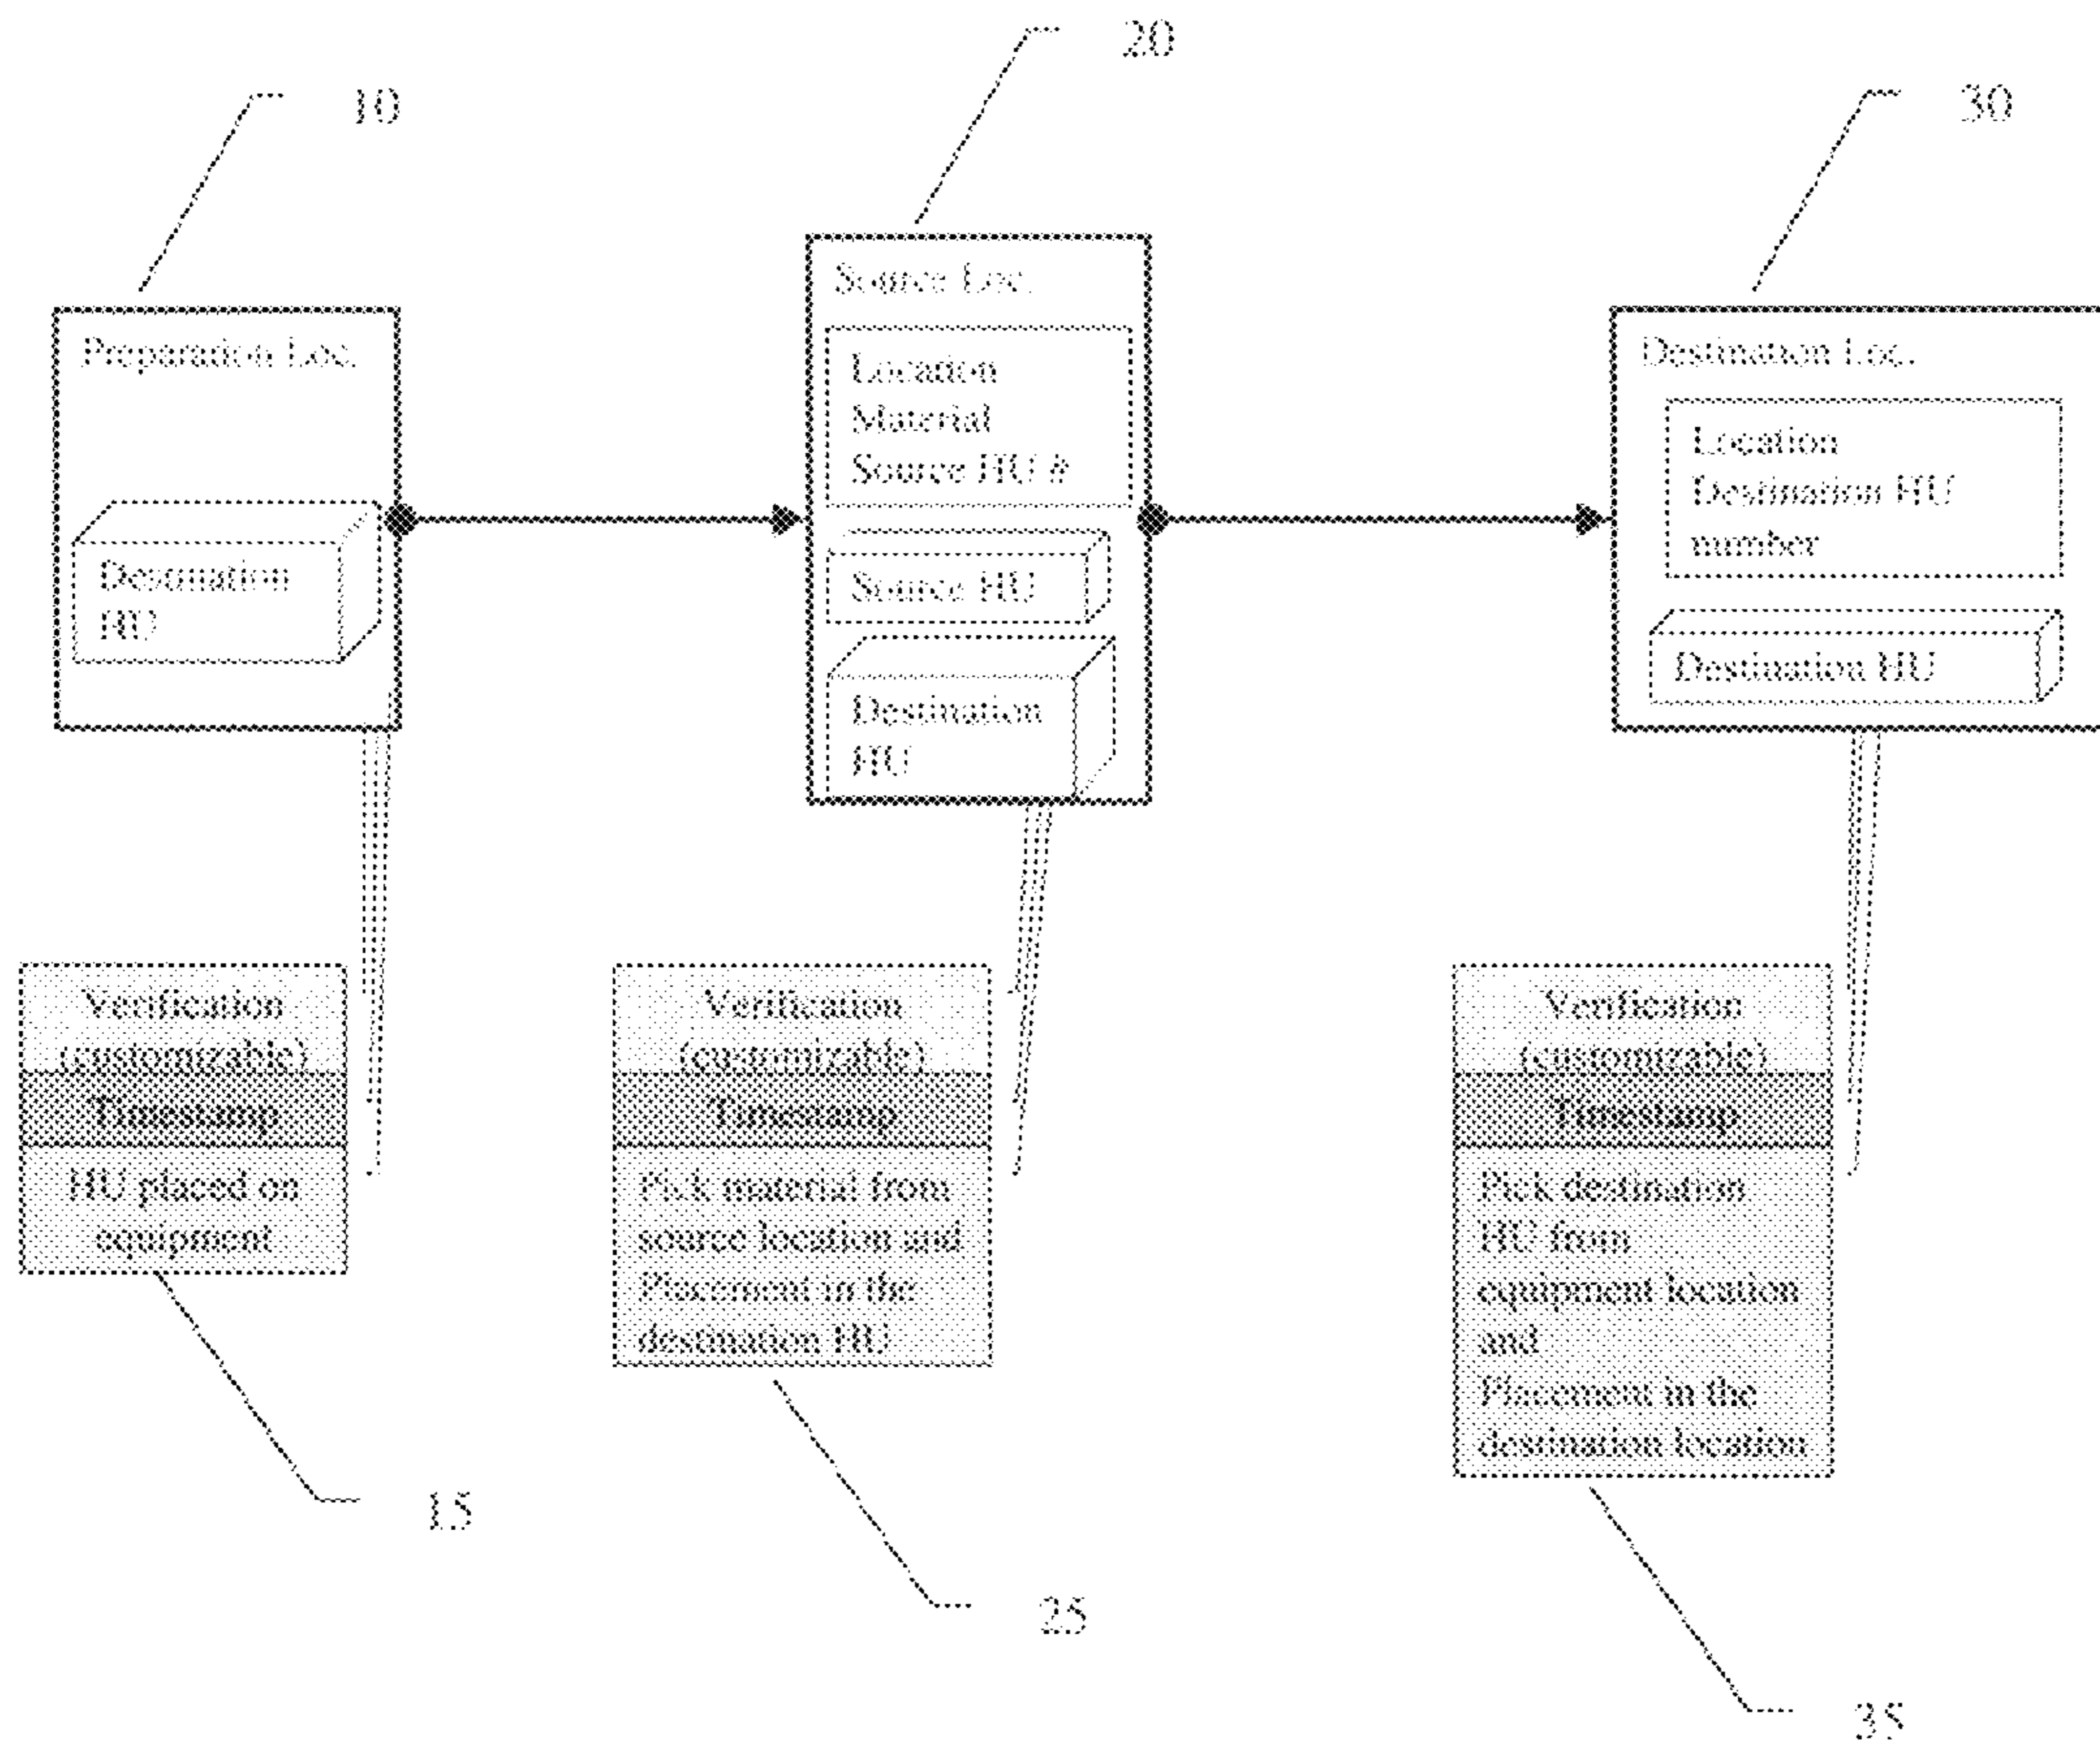 20
10
30
Preparation Loc.
Destination
HU
Source Loc.
Location
Material
Source HU #
Source HU
Destination
HU
Destination Loc.
Location
Destination HU
number
Destination HU
Verification
(customizable)
Timestamp
HU placed on
equipment
Verification
(customizable)
Timestamp
Pick material from
source location and
Placement in the
destination HU
Verification
(customizable)
Timestamp
Pick destination
HU from
equipment location
and
Placement in the
destination location
15
25
35